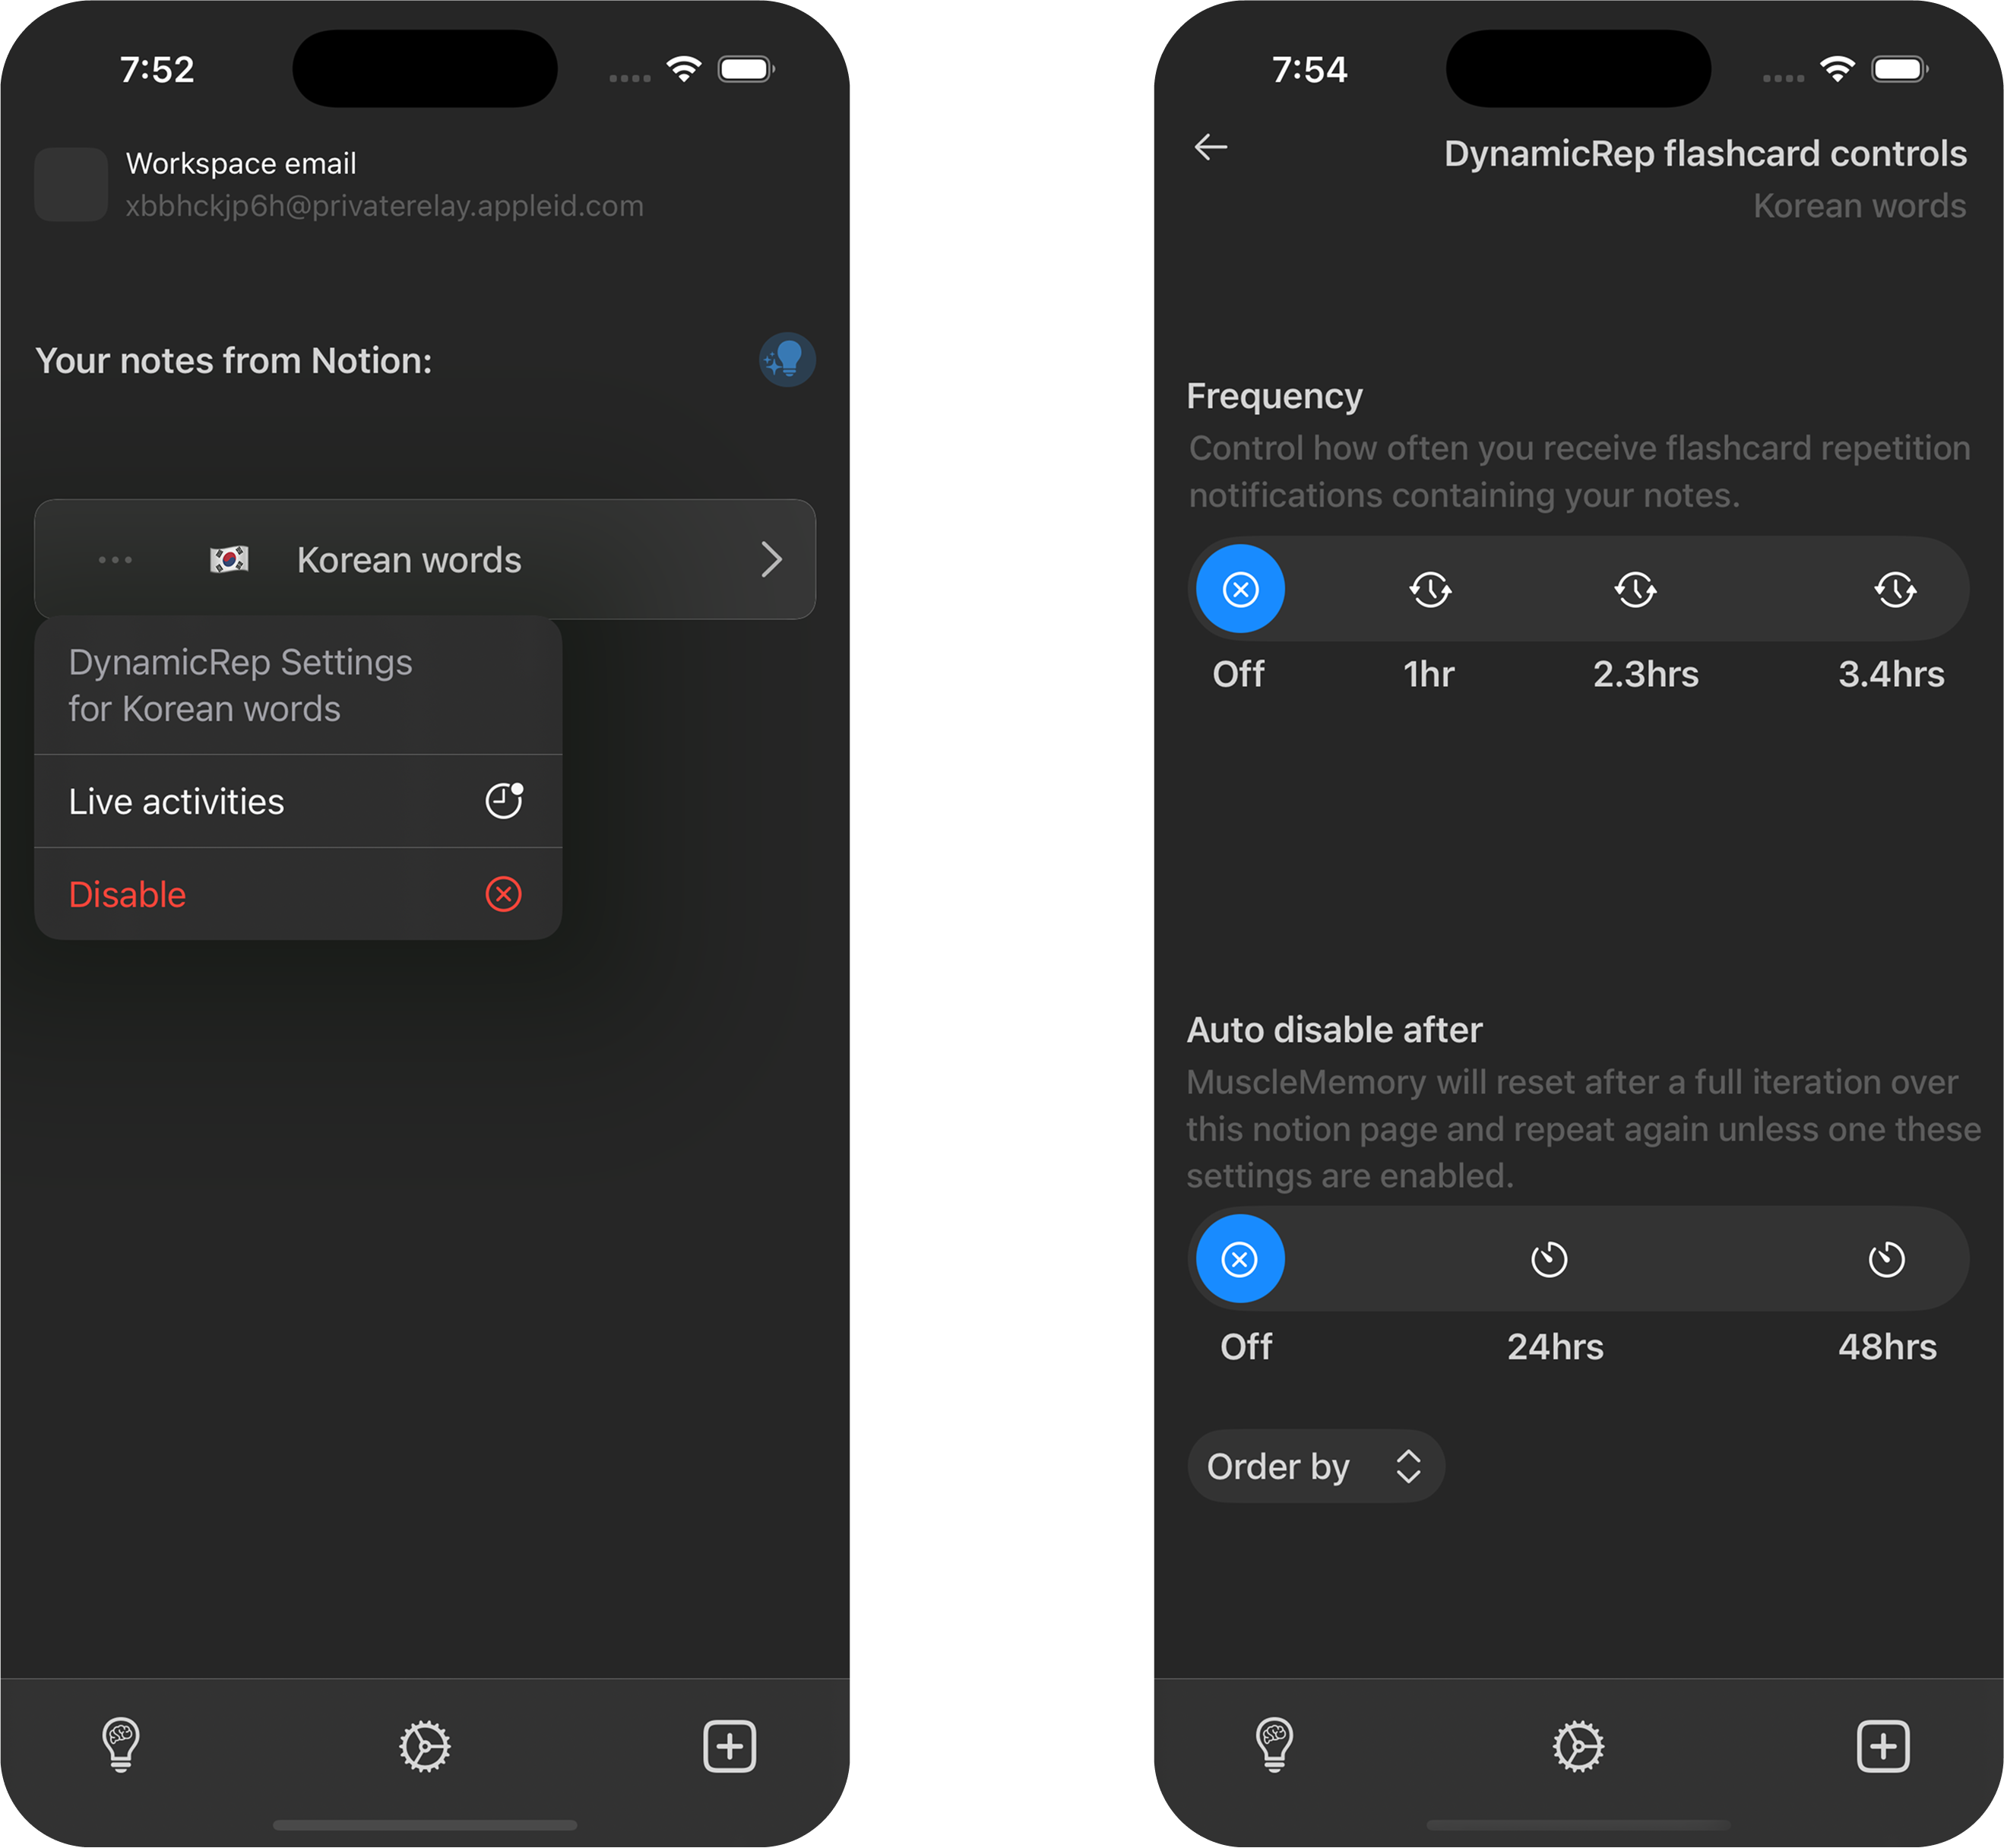 7:52
Workspace email
xbbhckjp6h@privaterelay.appleid.com
Your notes from Notion:
Korean words
DynamicRep Settings
for Korean words
Live activities
Disable
7:54
DynamicRep flashcard controls
Korean words
Frequency
Control how often you receive flashcard repetition
notifications containing your notes.
Off 1hr 2.3hrs 3.4hrs
Auto disable after
MuscleMemory will reset after a full iteration over
this notion page and repeat again unless one these
settings are enabled.
Off 24hrs 48hrs
Order by